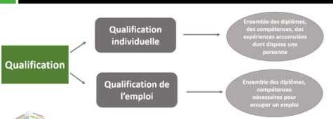 Qualification
Qualification
individuelle
Ensemble des diplômes,
des compétences, des
expériences accumulées
dont dispose une
personne
Qualification de
l'emploi
Ensemble des diplômes,
compétences
nécessaires pour
occuper un emploi